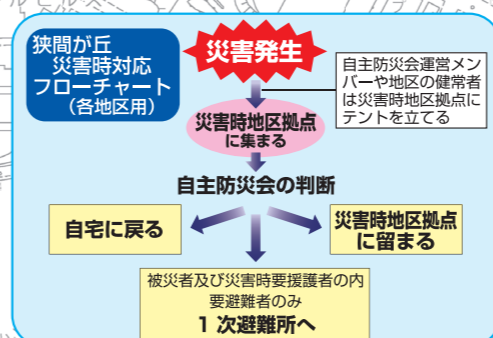 狭間が丘
災害時対応
フローチャート
（各地区用）
災害発生
自主防災会運営メン
バーや地区の健常者
は災害時地区拠点に
テントを立てる
災害時地区拠点
に集まる
自主防災会の判断
自宅に戻る
災害時地区拠点
に留まる
被災者及び災害時要援護者の内
要避難者のみ
1 次避難所へ